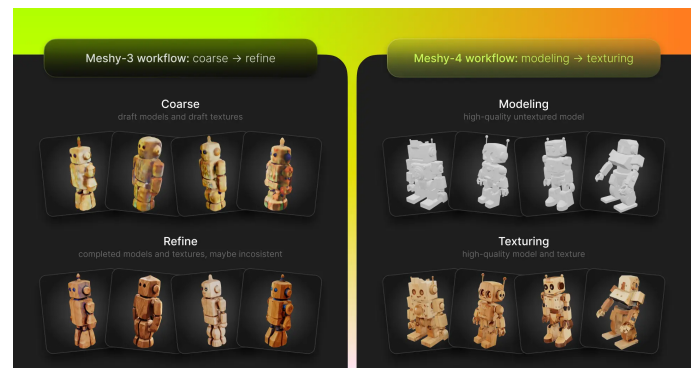 Meshy-3 workflow: coarse → refine
Coarse
draft models and draft textures
Refine
completed models and textures, maybe incosistent
Meshy-4 workflow: modeling → texturing
Modeling
high-quality untextured model
Texturing
high-quality model and texture